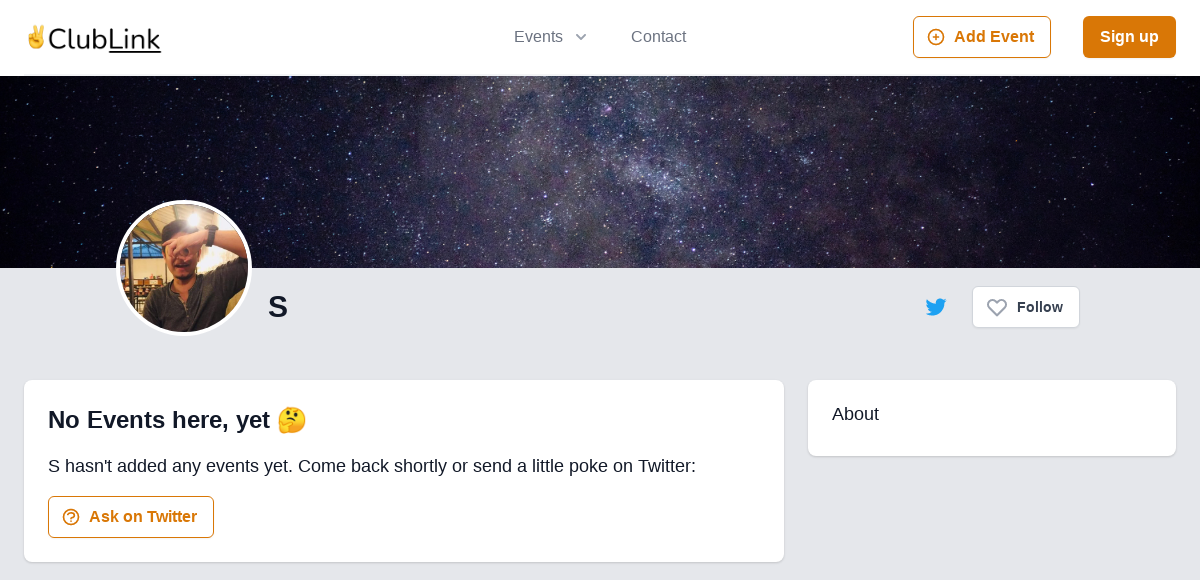 ✌ClubLink
Events
Contact
Add Event
Sign up
S
Follow
No Events here, yet 🤔
S hasn't added any events yet. Come back shortly or send a little poke on Twitter:
Ask on Twitter
About